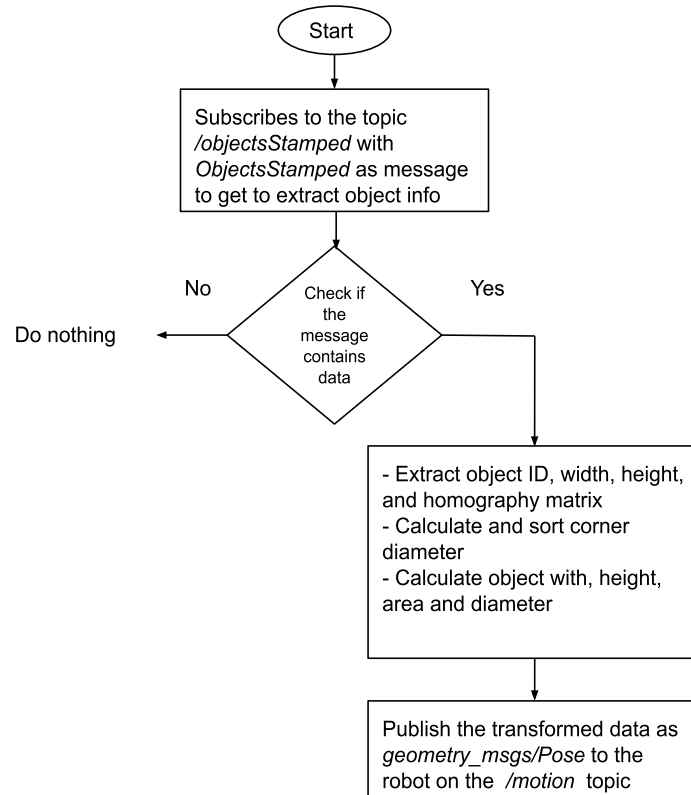 Start
Subscribes to the topic
/objectsStamped with
ObjectsStamped as message
to get to extract object info
No
Yes
Check if
the
message
contains
data
Do nothing
- Extract object ID, width, height,
and homography matrix
- Calculate and sort corner
diameter
- Calculate object with, height,
area and diameter
Publish the transformed data as
geometry_msgs/Pose to the
robot on the /motion topic